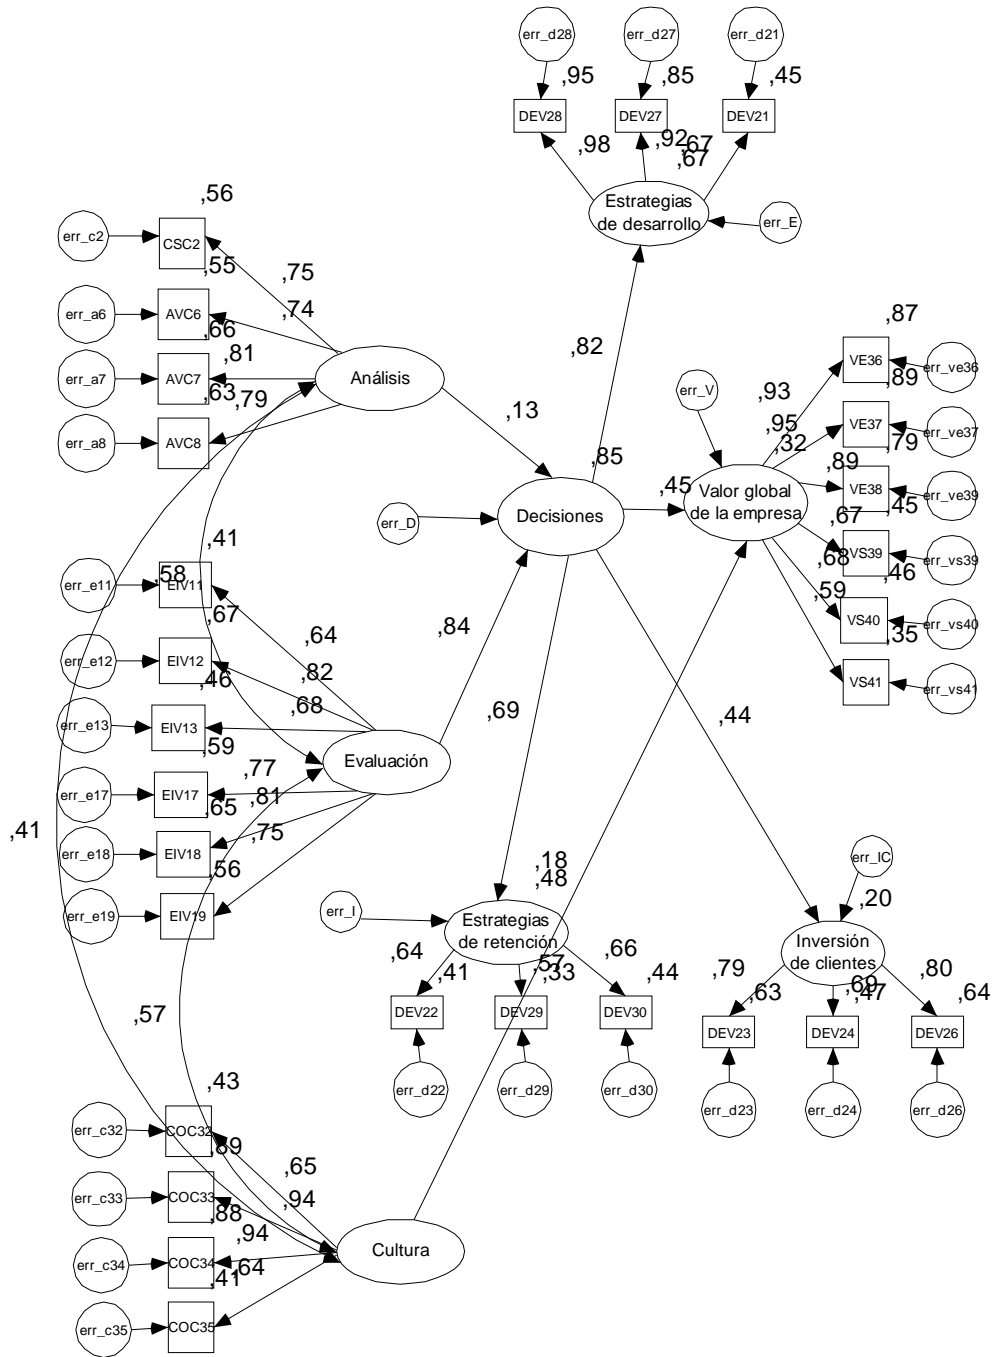 err_d28
err_d27
err_d21
,95
,85
,45
DEV28
DEV27
DEV21
,98
,92
,67
,67
,56
Estrategias
de desarrollo
err_E
err_c2
CSC2
,55
,75
err_a6
AVC6
,74
,66
err_a7
AVC7
,81
,63
,79
Análisis
err_a8
AVC8
,82
,13
,87
VE36
err_ve36
,89
err_V
,93
VE37
err_ve37
,95
,32
,79
,85
,89
VE38
err_ve39
,45
Valor global
de la empresa
,45
Decisiones
err_D
,67
,68
VS39
err_vs39
,46
,59
VS40
err_vs40
,35
VS41
err_vs41
,41
,58
err_e11
EIV11
,67
,64
,84
err_e12
EIV12
,82
,46
,68
err_e13
EIV13
,59
,69
,44
Evaluación
,77
err_e17
EIV17
,81
,65
,75
,41
err_e18
EIV18
,56
,18
,48
err_IC
err_e19
EIV19
err_I
,20
Estrategias
de retención
Inversión
de clientes
,64
,41
,57
,33
,66
,44
,79
,63
,69
,47
,80
,64
DEV22
DEV29
DEV30
DEV23
DEV24
DEV26
,57
err_d22
err_d29
err_d30
err_d23
err_d24
err_d26
,43
err_c32
COC32
,89
,65
err_c33
COC33
,94
,88
,94
Cultura
err_c34
COC34
,64
,41
err_c35
COC35